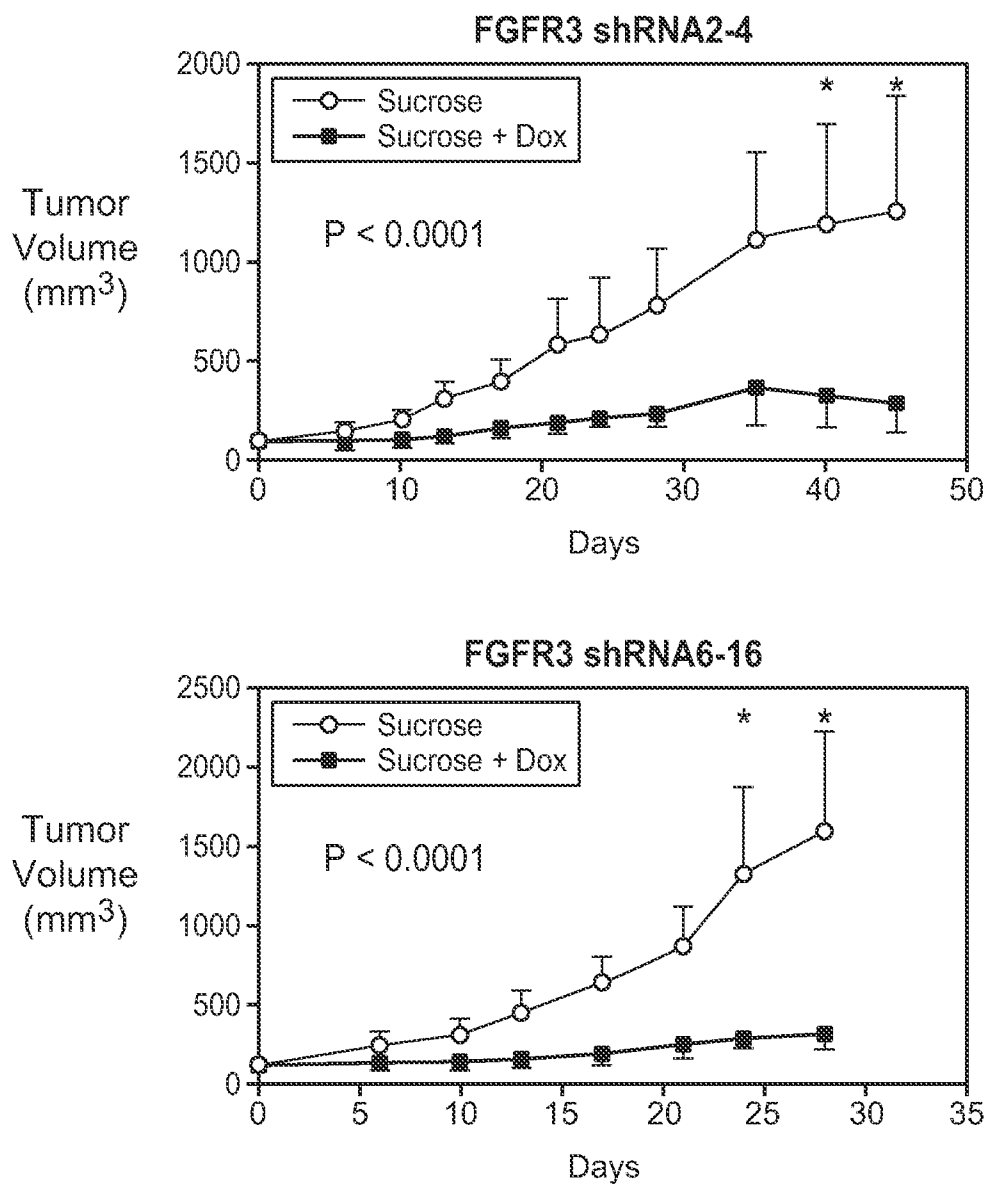 FGFR3 shRNA2-4
2000
1500
1000
500
0
Tumor
Volume
(mm3)
Sucrose
Sucrose + Dox
P < 0.0001
* *
0 10 20 30 40 50
Days
FGFR3 shRNA6-16
2500
2000
1500
1000
500
0
Tumor
Volume
(mm3)
Sucrose
Sucrose + Dox
P < 0.0001
* *
0 5 10 15 20 25 30 35
Days